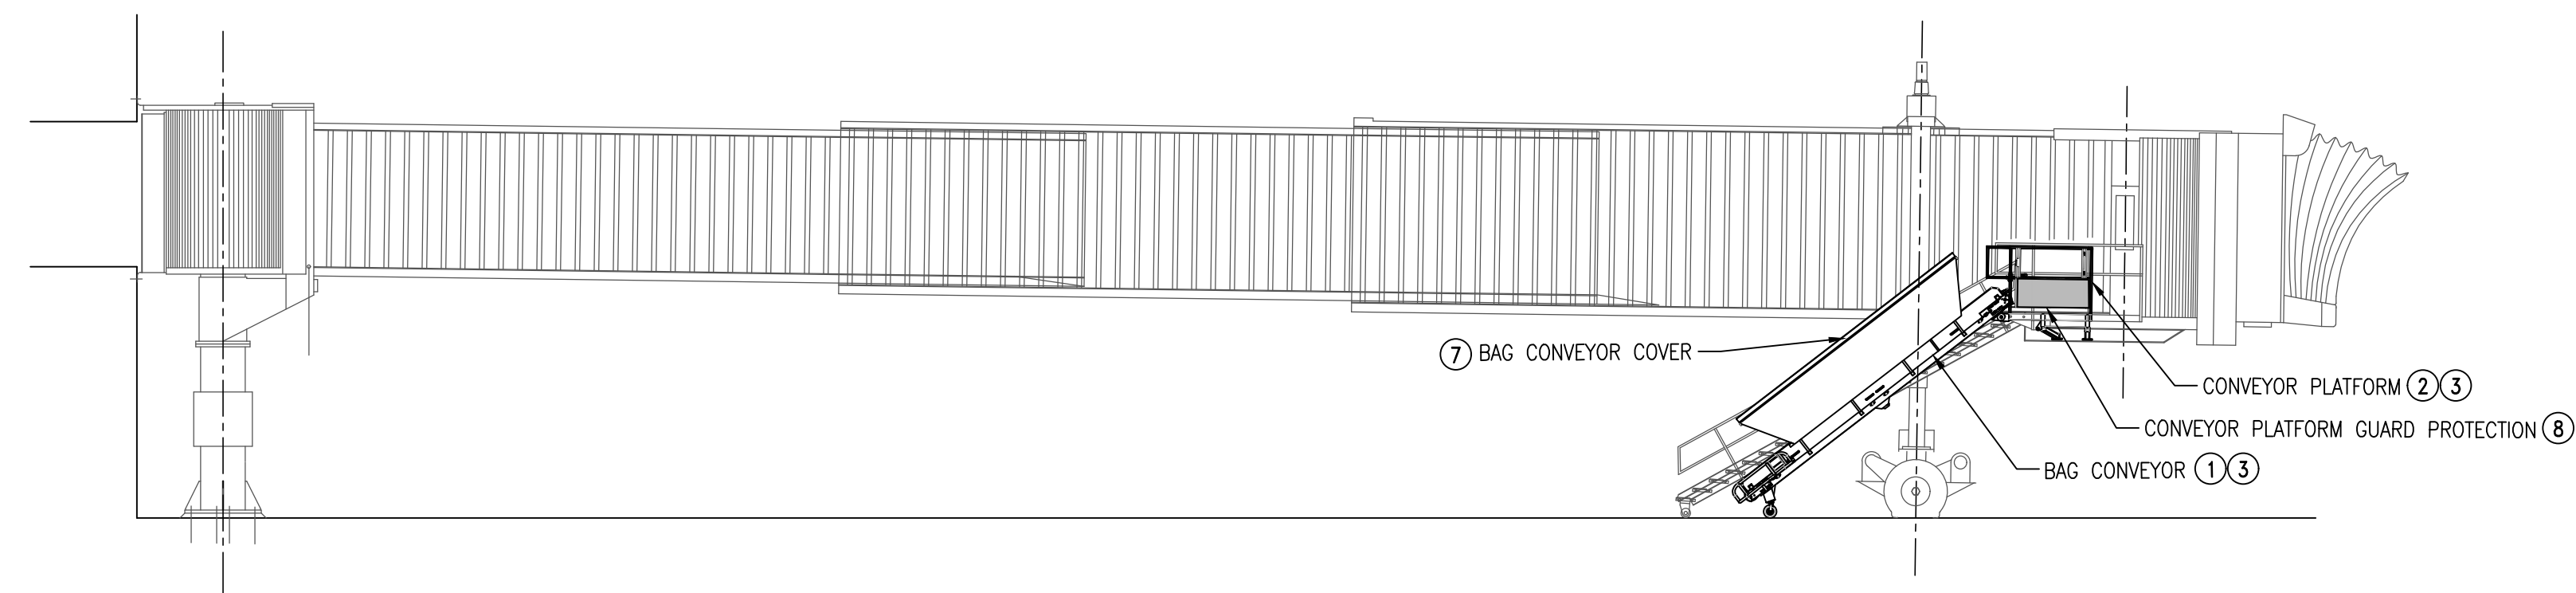 7 BAG CONVEYOR COVER
CONVEYOR PLATFORM 2 3
CONVEYOR PLATFORM GUARD PROTECTION 8
BAG CONVEYOR 1 3